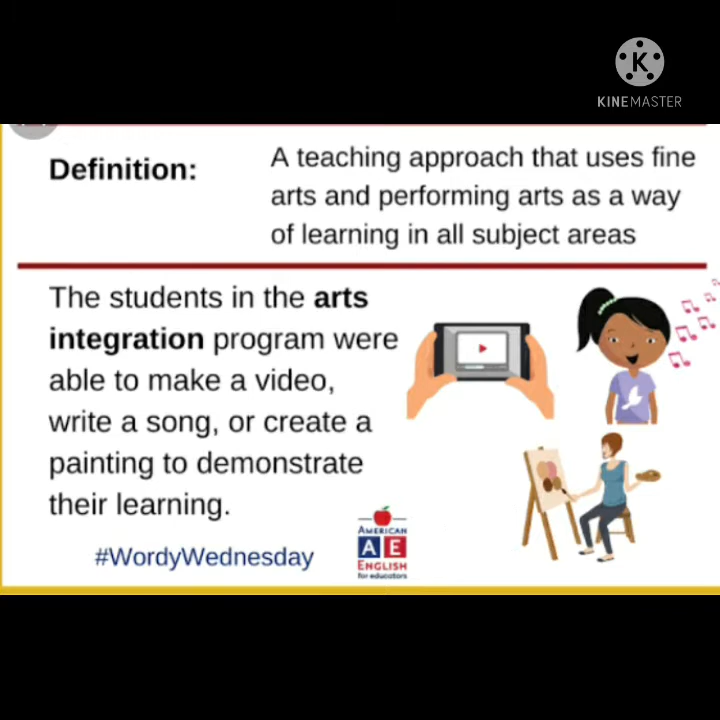 KINEMASTER
Definition:
A teaching approach that uses fine
arts and performing arts as a way
of learning in all subject areas
The students in the arts
integration program were
able to make a video,
write a song, or create a
painting to demonstrate
their learning.
#WordyWednesday
AMERICAN
AE
ENGLISH
for educators